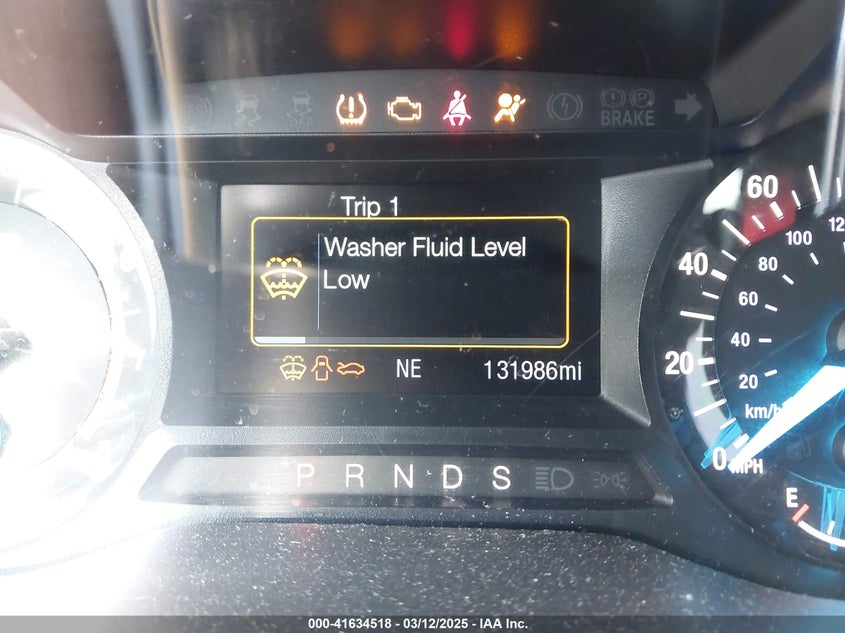 BRAKE
Trip 1
Washer Fluid Level
Low
NE 131986mi
P R N D S
60
40
20
0
MPH
100
80
60
40
20
km/h
E
000-41634518 - 03/12/2025 - IAA Inc.